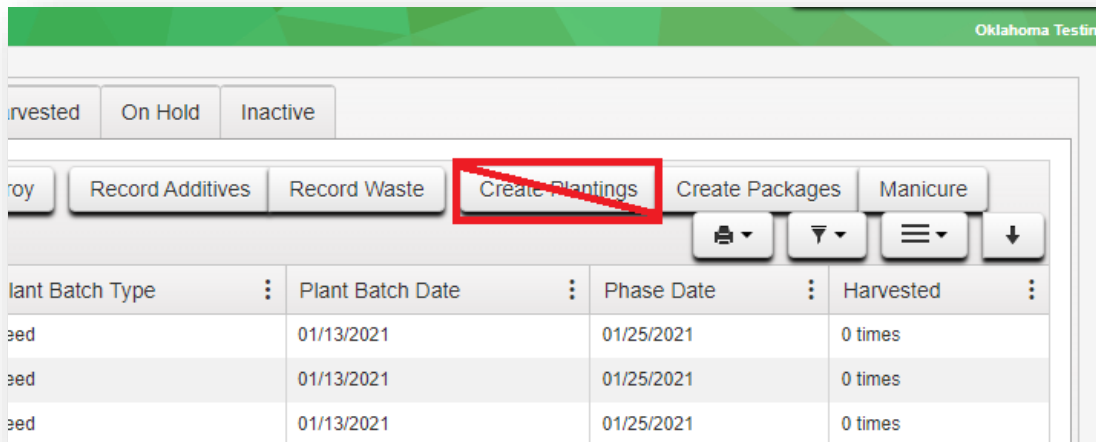 Oklahoma Testin
rvested On Hold Inactive
roy Record Additives Record Waste Create Plantings Create Packages Manicure
lant Batch Type Plant Batch Date Phase Date Harvested
eed 01/13/2021 01/25/2021 0 times
eed 01/13/2021 01/25/2021 0 times
eed 01/13/2021 01/25/2021 0 times